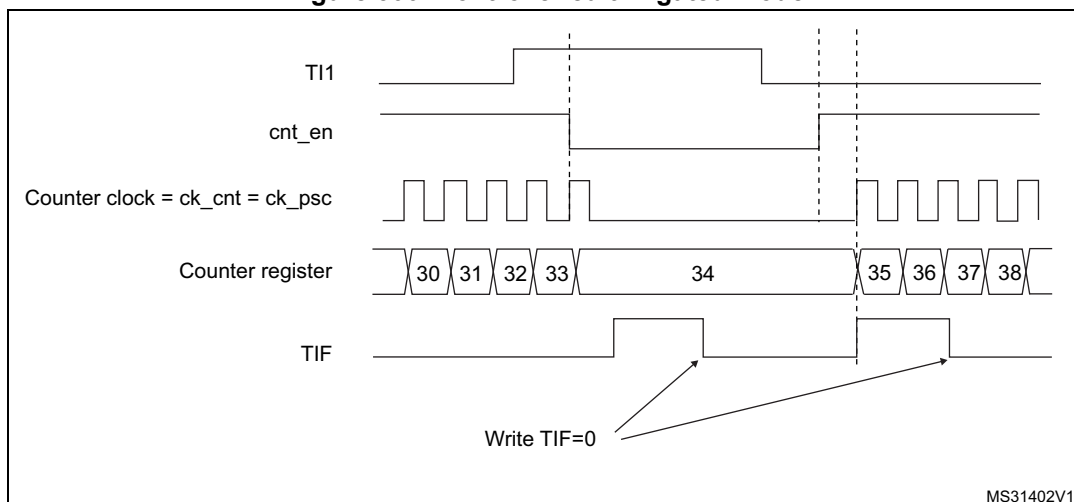 TI1
cnt_en
Counter clock = ck_cnt = ck_psc
Counter register
30 31 32 33 34 35 36 37 38
TIF
Write TIF=0
MS31402V1